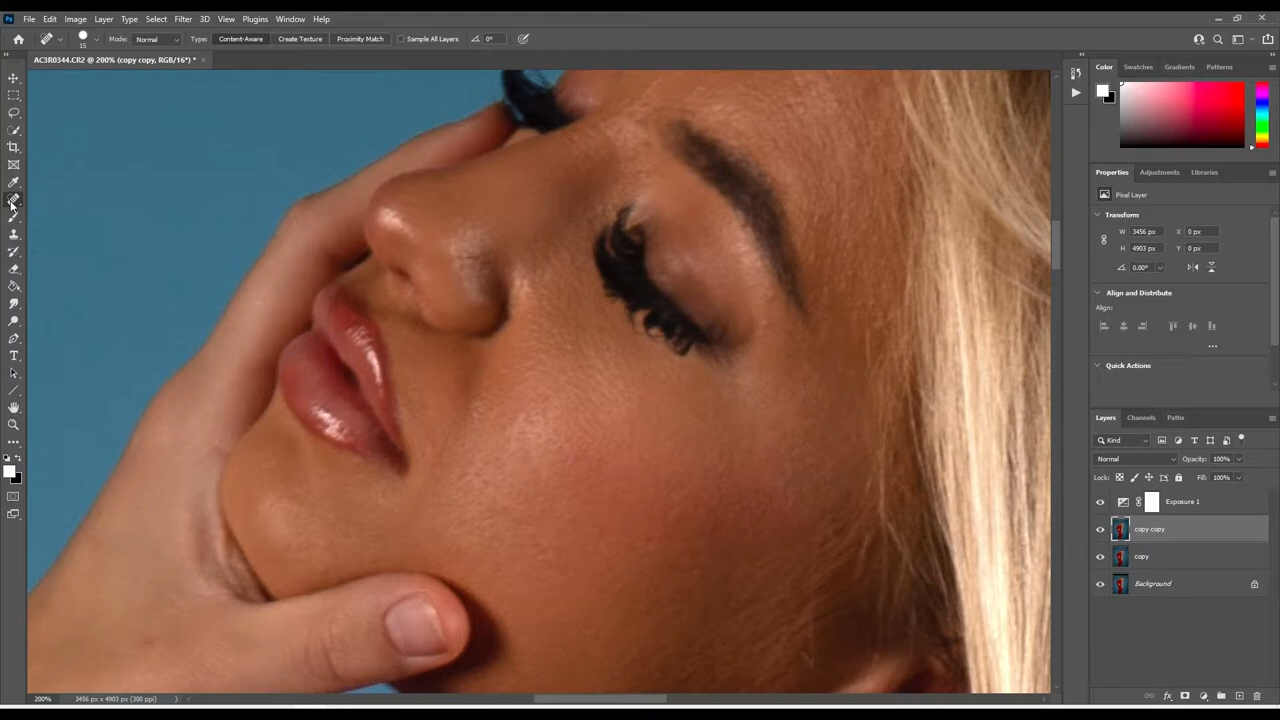 Ps File Edit Image Layer Type Select Filter 3D View Plugins Window Help
15 Mode: Normal Type: Content-Aware Create Texture Proximity Match Sample All Layers 0°
AC3R0344.CR2 @ 200% (copy copy, RGB/16*) * ×
Color Swatches Gradients Patterns
Properties Adjustments Libraries
Pixel Layer
Transform
W 3456 px X 0 px
H 4903 px Y 0 px
0.00°
Align and Distribute
Align:
Quick Actions
Layers Channels Paths
Kind
Normal Opacity: 100%
Lock: Fill: 100%
Exposure 1
copy copy
copy
Background
200% 3456 px x 4903 px (300 ppi)